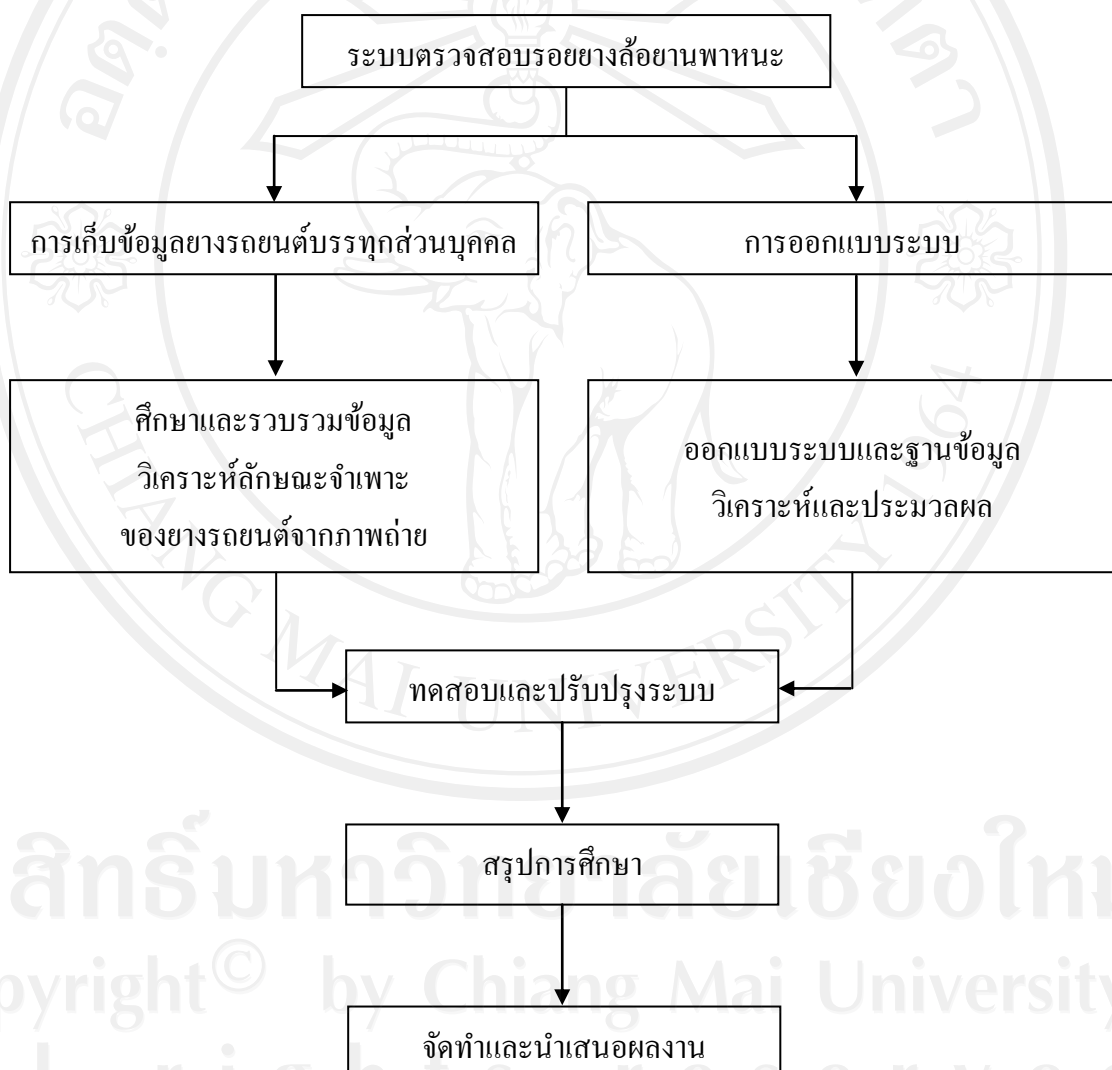 ระบบตรวจสอบรอยยางล้อยานพาหนะ
การเก็บข้อมูลยางรถยนต์บรรทุกส่วนบุคคล
การออกแบบระบบ
ศึกษาและรวบรวมข้อมูล
วิเคราะห์ลักษณะจำเพาะ
ของยางรถยนต์จากภาพถ่าย
ออกแบบระบบและฐานข้อมูล
วิเคราะห์และประมวลผล
ทดสอบและปรับปรุงระบบ
สรุปการศึกษา
จัดทำและนำเสนอผลงาน
CHIANG MAI UNIVERSITY 1964
สิทธิ์มหาวิทยาลัยเชียงใหม
pyright© by Chiang Mai University